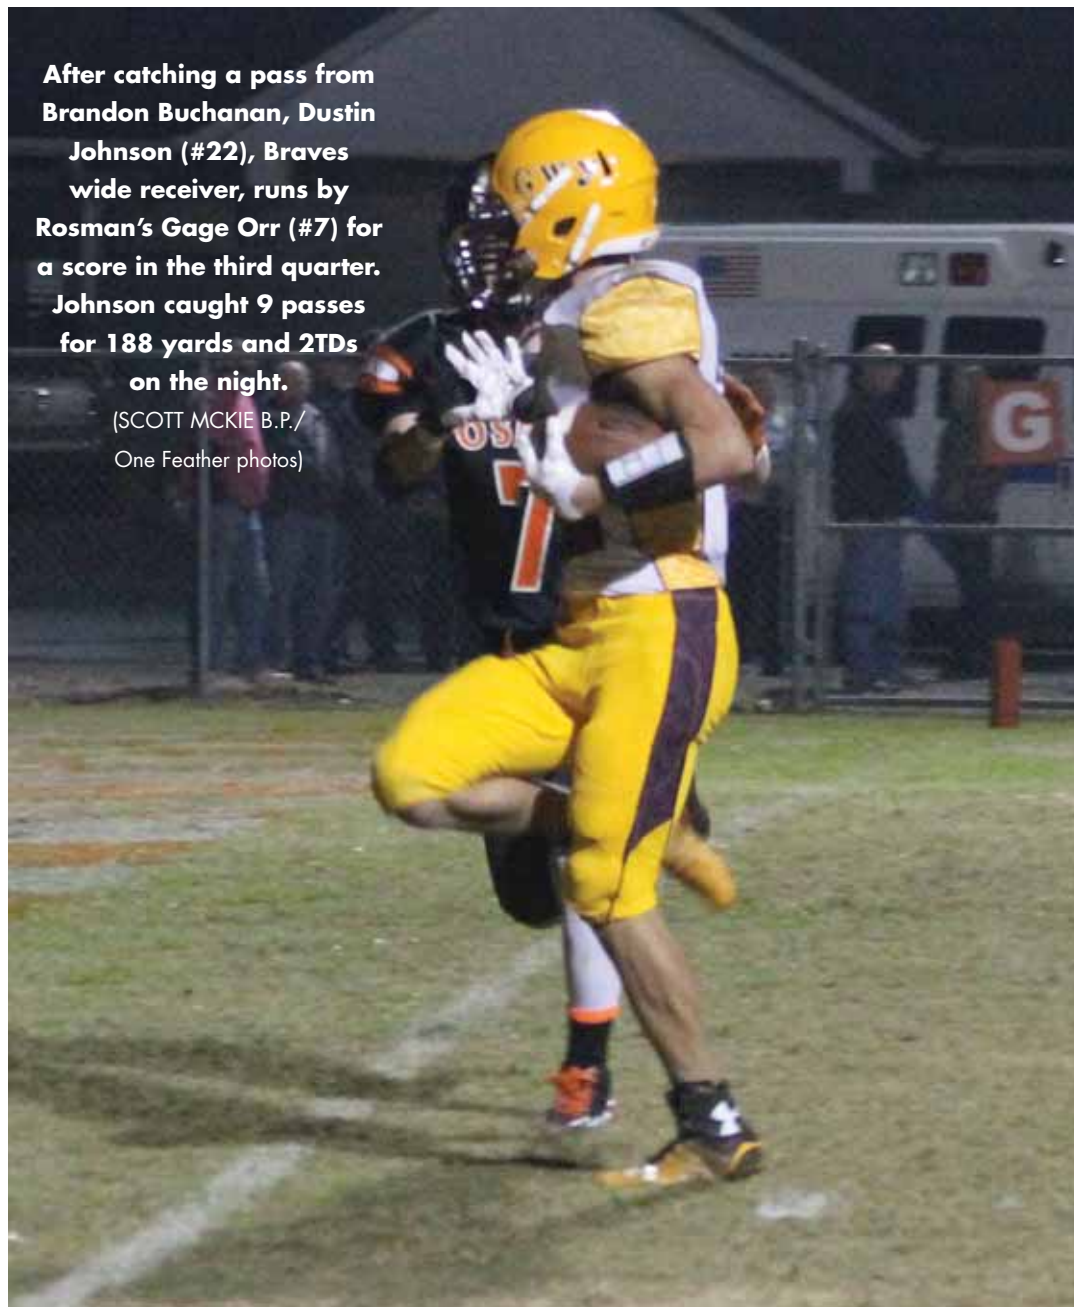 After catching a pass from
Brandon Buchanan, Dustin
Johnson (#22), Braves
wide receiver, runs by
Rosman’s Gage Orr (#7) for
a score in the third quarter.
Johnson caught 9 passes
for 188 yards and 2TDs
on the night.
(SCOTT MCKIE B.P./
One Feather photos)
ᏣᎳᎩ
7
G